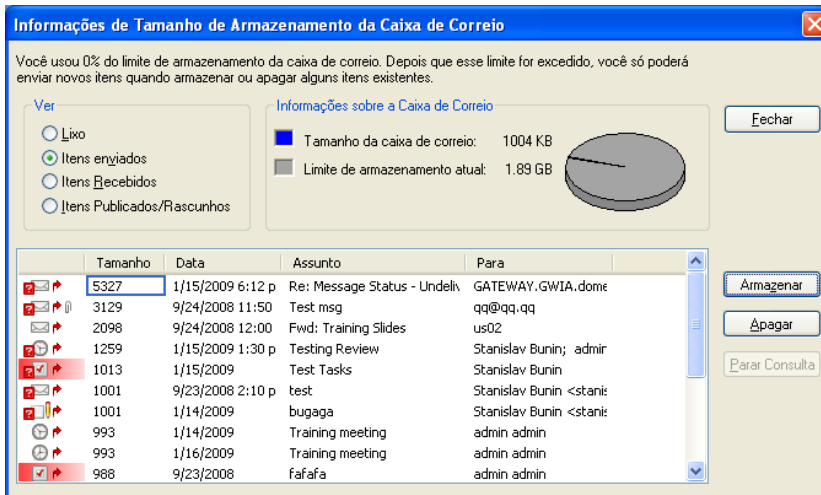 Informações de Tamanho de Armazenamento da Caixa de Correio
Você usou 0% do limite de armazenamento da caixa de correio. Depois que esse limite for excedido, você só poderá
enviar novos itens quando armazenar ou apagar alguns itens existentes.
Ver
Lixo
Itens enviados
Itens Recebidos
Itens Publicados/Rascunhos
Informações sobre a Caixa de Correio
Tamanho da caixa de correio: 1004 KB
Limite de armazenamento atual: 1.89 GB
Fechar
Tamanho Data Assunto Para
5327 1/15/2009 6:12 p Re: Message Status - Undeliv GATEWAY.GWIA.dome
3129 9/24/2008 11:50 Test msg qq@qq.qq
2098 9/24/2008 12:00 Fwd: Training Slides us02
1259 1/15/2009 1:30 p Testing Review Stanislav Bunin; admir
1013 1/15/2009 Test Tasks Stanislav Bunin
1001 9/23/2008 2:10 p test Stanislav Bunin <stanis
1001 1/14/2009 bugaga Stanislav Bunin <stanis
993 1/14/2009 Training meeting admin admin
993 1/16/2009 Training meeting admin admin
988 9/23/2008 fafafa admin admin
Armazenar
Apagar
Parar Consulta